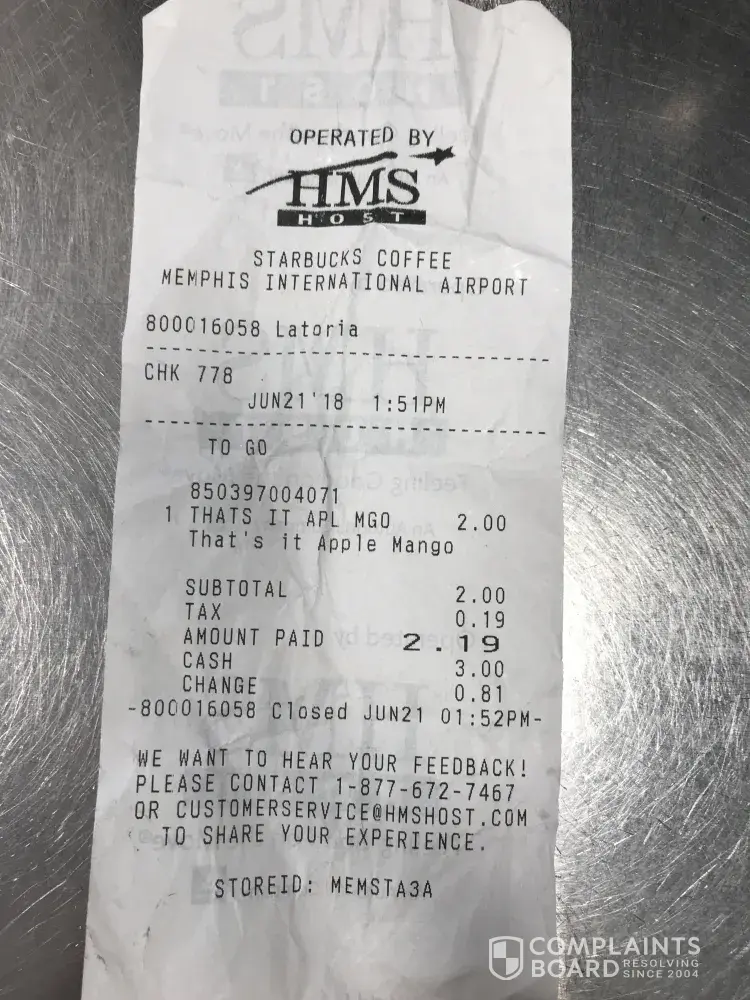 OPERATED BY
HMS
HOST
STARBUCKS COFFEE
MEMPHIS INTERNATIONAL AIRPORT
800016058 Latoria
CHK 778
JUN21'18 1:51PM
TO GO
850397004071
1 THATS IT APL MGO 2.00
That's it Apple Mango
SUBTOTAL 2.00
TAX 0.19
AMOUNT PAID 2.19
CASH 3.00
CHANGE 0.81
-800016058 Closed JUN21 01:52PM-
WE WANT TO HEAR YOUR FEEDBACK!
PLEASE CONTACT 1-877-672-7467
OR CUSTOMERSERVICE@HMSHOST.COM
TO SHARE YOUR EXPERIENCE.
STOREID: MEMSTA3A
COMPLAINTS
BOARD RESOLVING
SINCE 2004